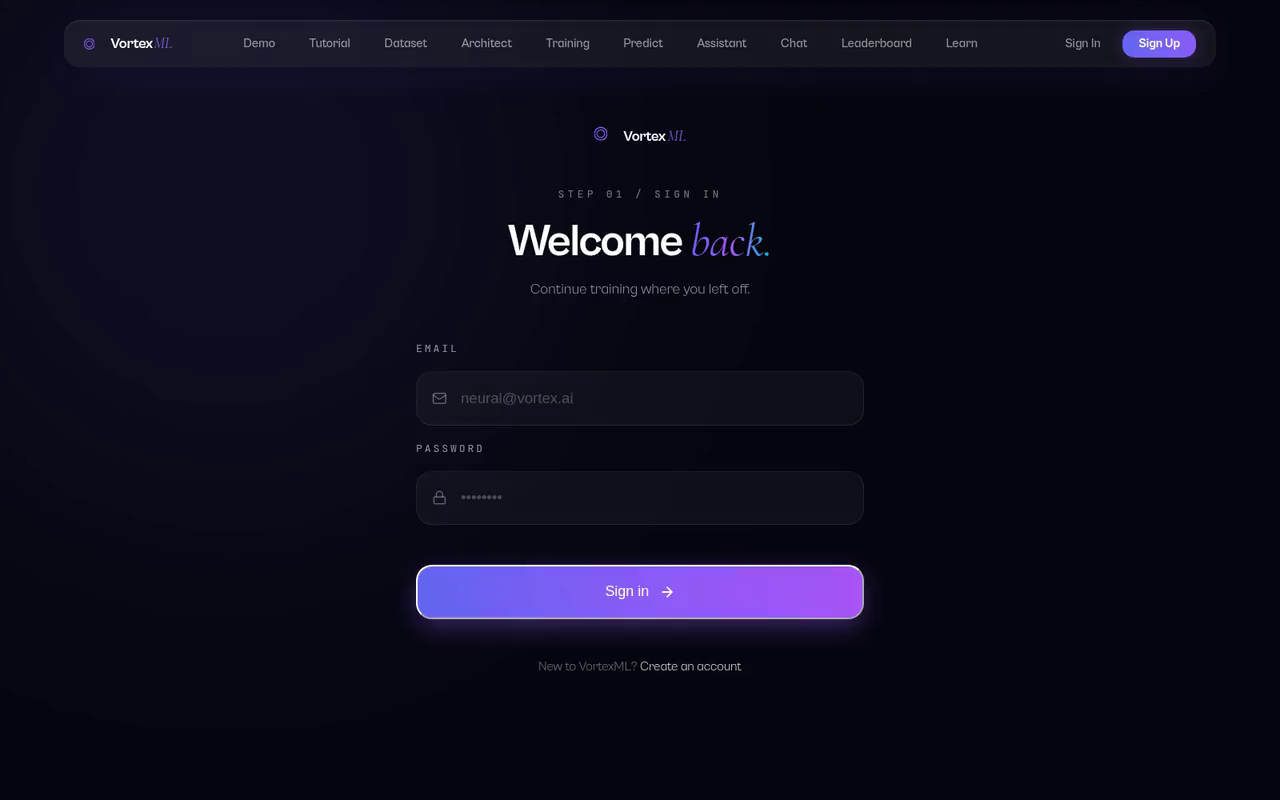 VortexML Demo Tutorial Dataset Architect Training Predict Assistant Chat Leaderboard Learn Sign In Sign Up
VortexML
STEP 01 / SIGN IN
Welcome back.
Continue training where you left off.
EMAIL
neural@vortex.ai
PASSWORD
••••••••
Sign in →
New to VortexML? Create an account